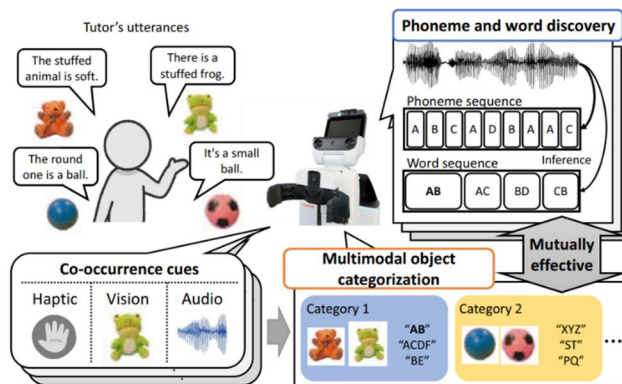 Tutor's utterances
The stuffed
animal is soft.
There is a
stuffed frog.
The round
one is a ball.
It's a small
ball.
Phoneme and word discovery
Phoneme sequence
A B C A D B A A C
Word sequence
Inference
AB AC BD CB
Mutually
effective
Co-occurrence cues
Haptic Vision Audio
Multimodal object
categorization
Category 1
"AB"
"ACDF"
"BE"
Category 2
"XYZ"
"ST"
"PQ"
...